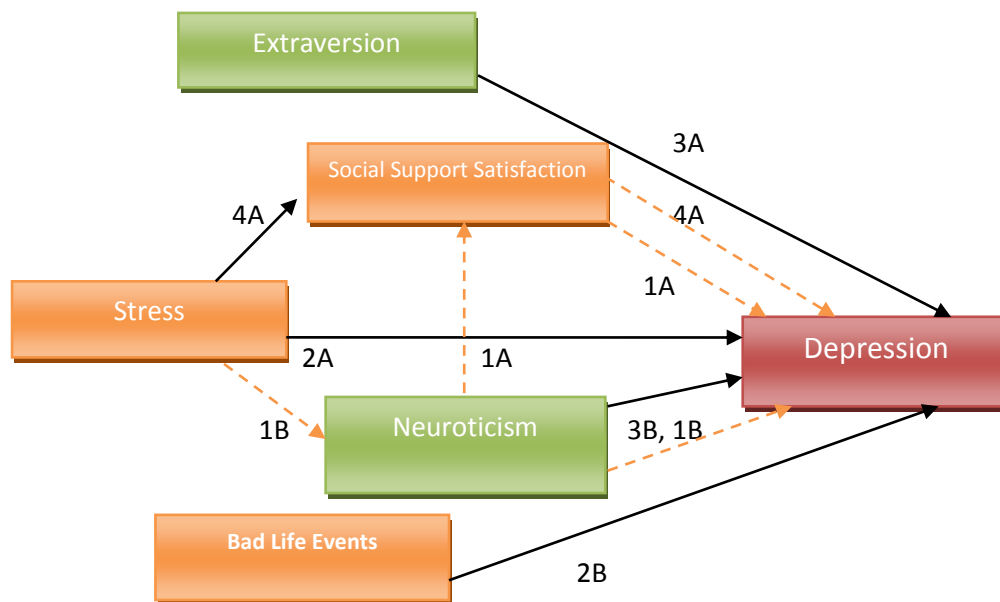 Extraversion
3A
Social Support Satisfaction
4A
4A
1A
Stress
Depression
2A
1A
Neuroticism
1B
3B, 1B
Bad Life Events
2B